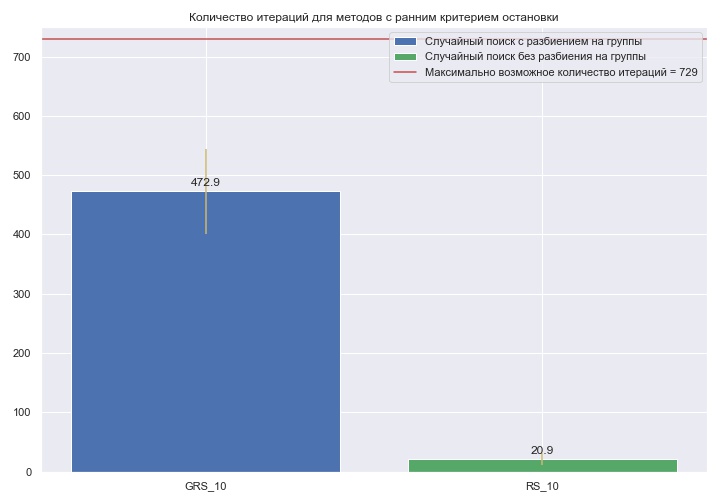 Количество итераций для методов с ранним критерием остановки
Случайный поиск с разбиением на группы
Случайный поиск без разбиения на группы
Максимально возможное количество итераций = 729
700
600
500
400
300
200
100
0
472.9
20.9
GRS_10
RS_10